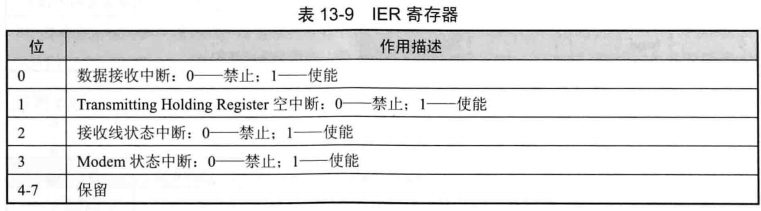 表 13-9 IER 寄存器
位 作用描述
0 数据接收中断：0——禁止；1——使能
1 Transmitting Holding Register 空中断：0——禁止；1——使能
2 接收线状态中断：0——禁止；1——使能
3 Modem 状态中断：0——禁止；1——使能
4-7 保留